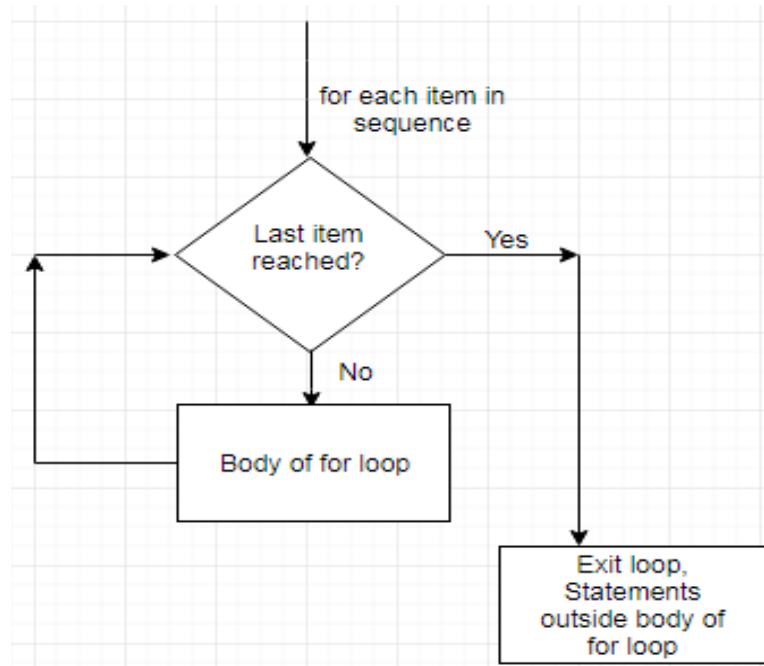 for each item in
sequence
Last item
reached?
Yes
No
Body of for loop
Exit loop,
Statements
outside body of
for loop